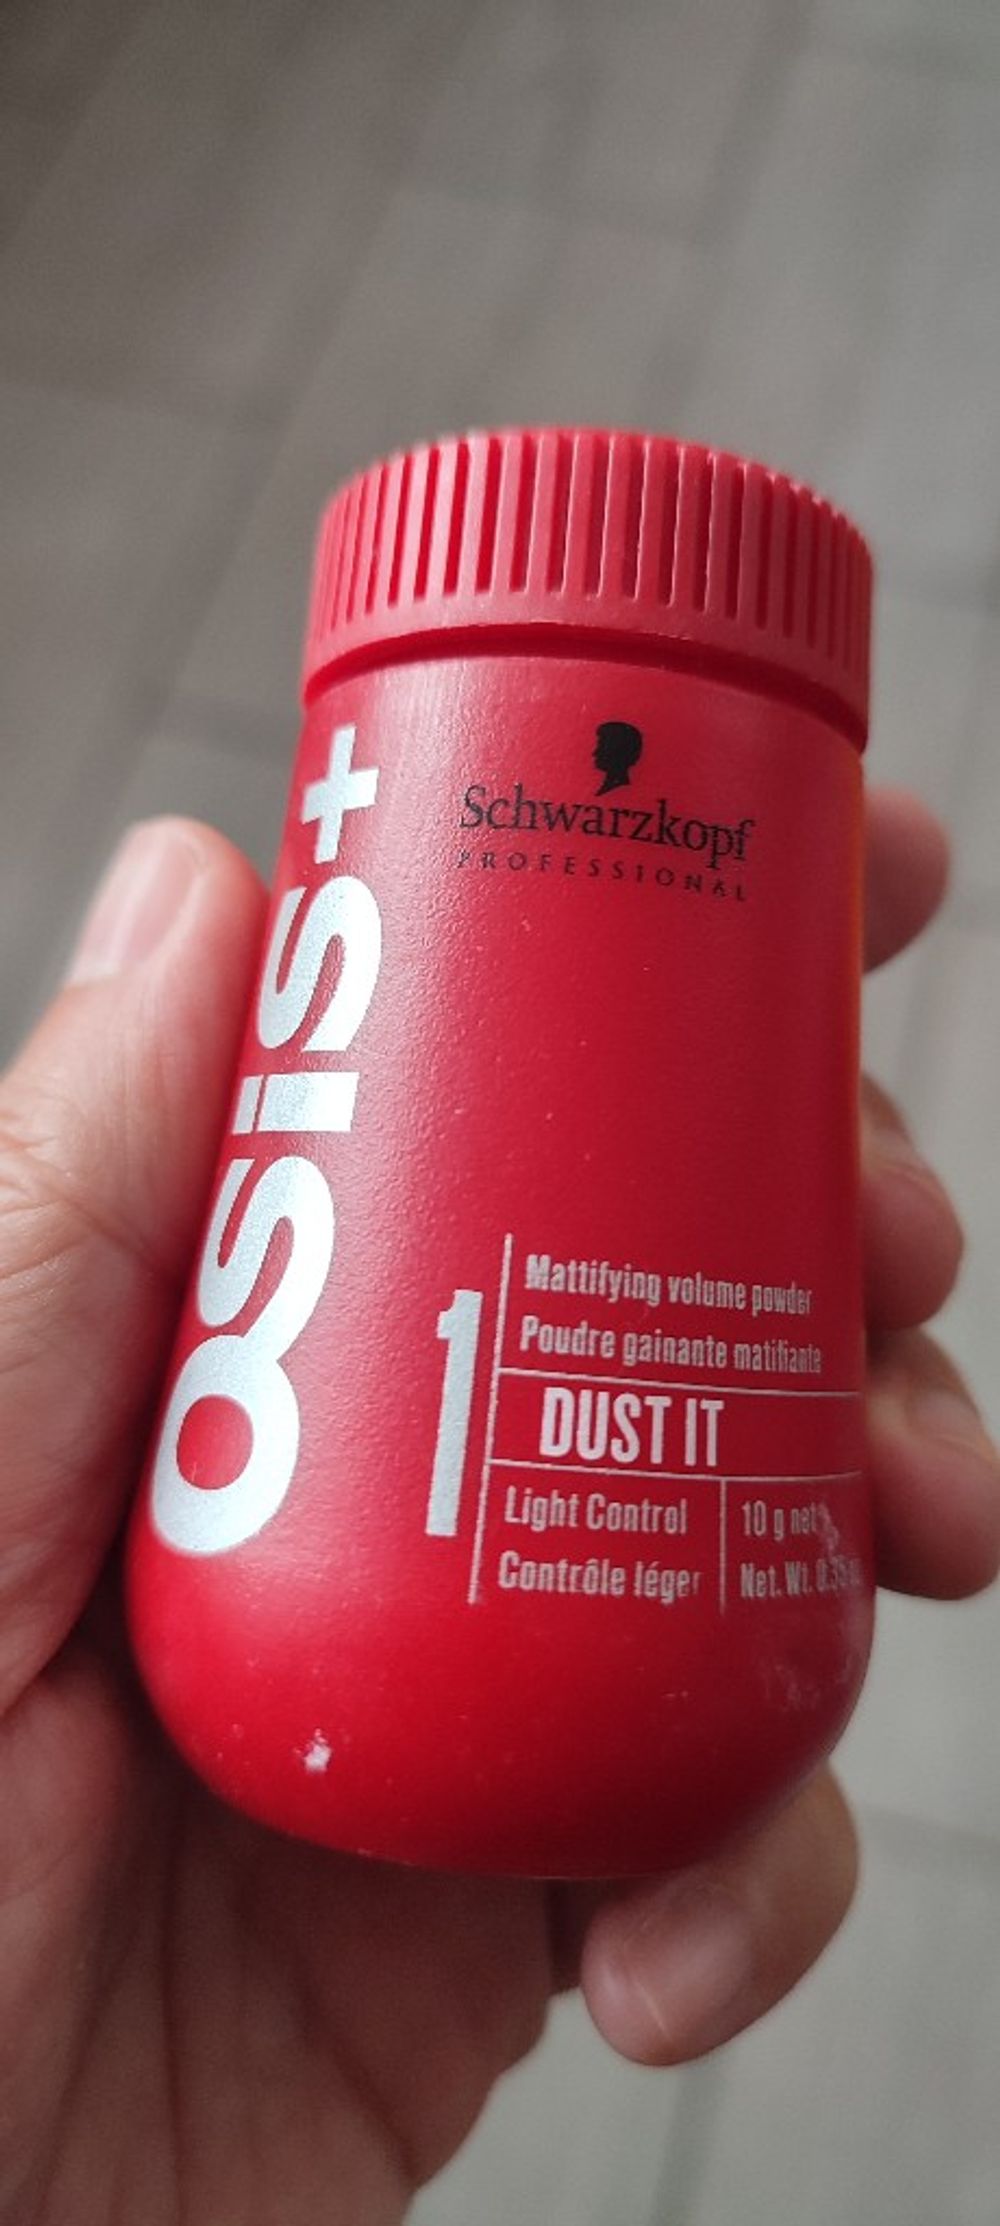 OSiS+
Schwarzkopf
PROFESSIONAL
1
Mattifying volume powder
Poudre gainante matifiante
DUST IT
Light Control
Contrôle léger
10 g net
Net. Wt.